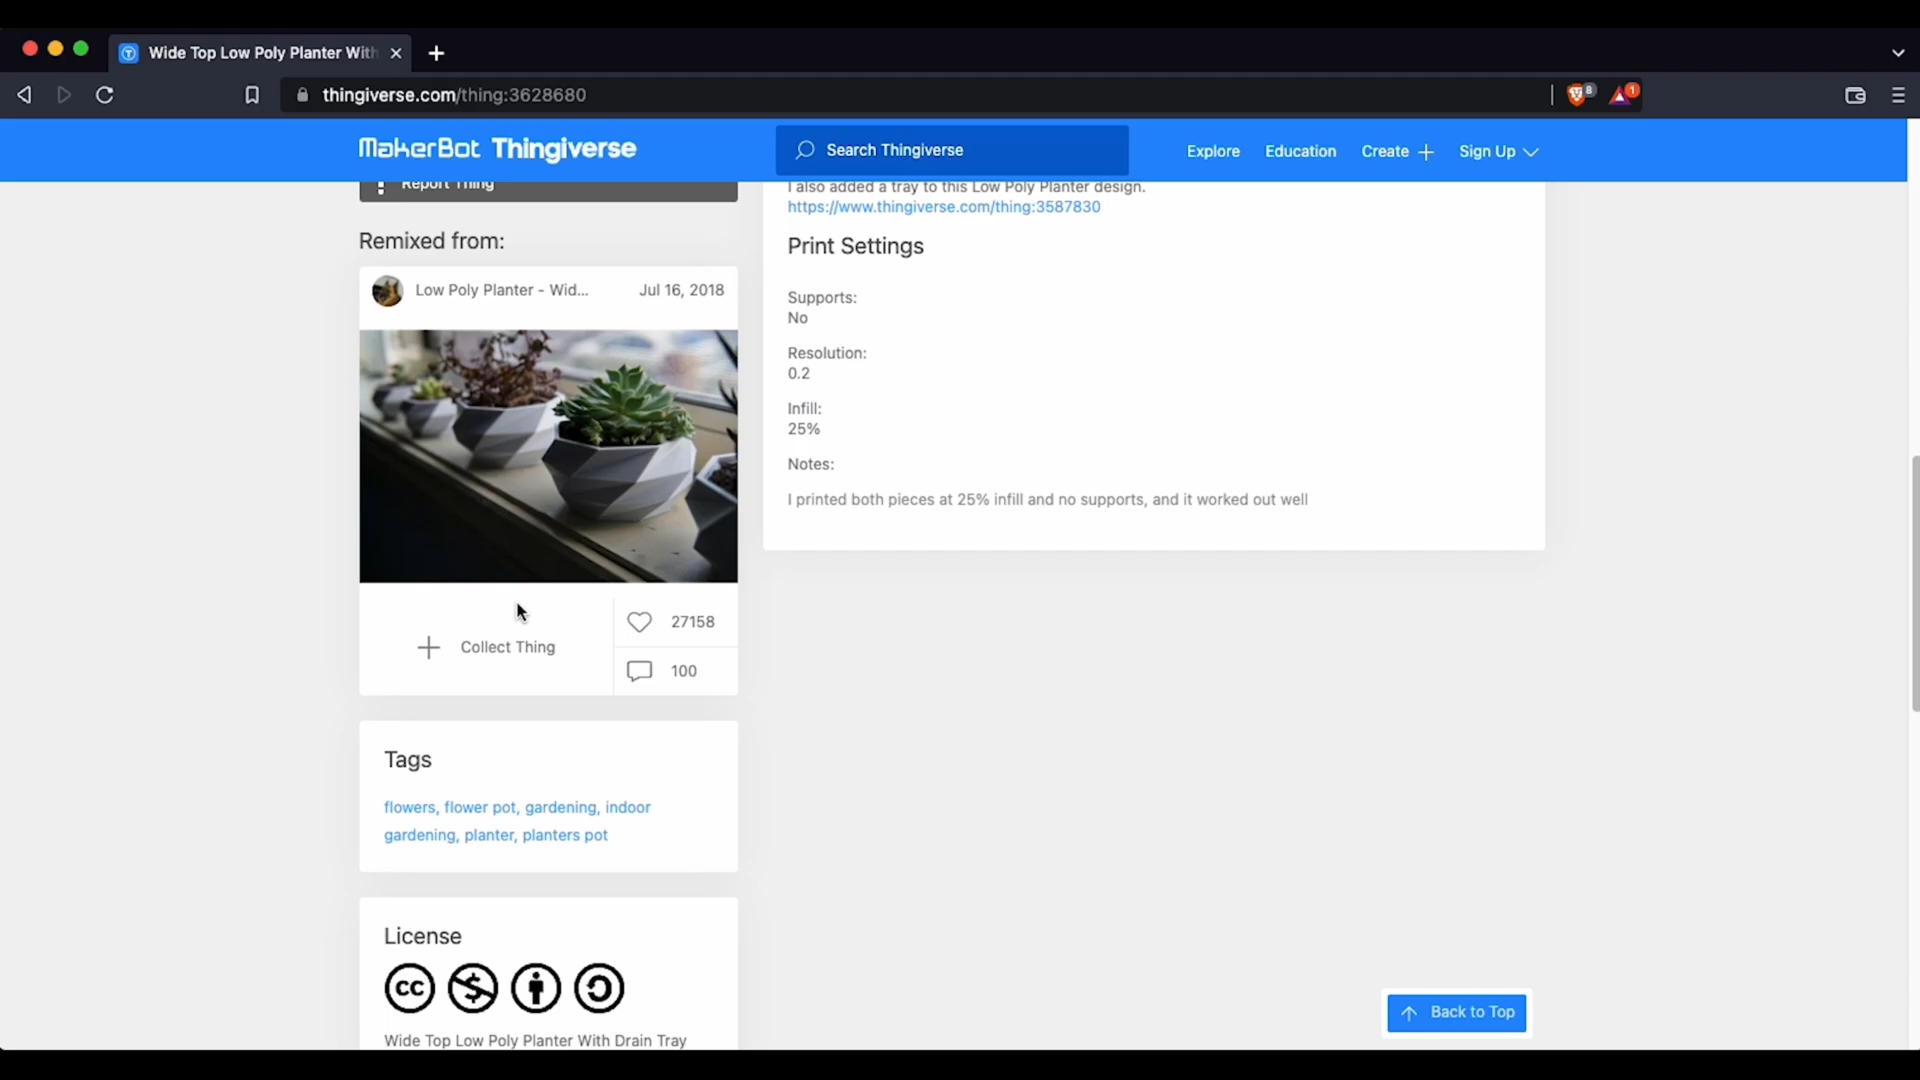 Wide Top Low Poly Planter With
thingiverse.com/thing:3628680
8
1
MakerBot Thingiverse
Search Thingiverse
Explore
Education
Create
Sign Up
Report Thing
Remixed from:
Low Poly Planter - Wid...
Jul 16, 2018
Collect Thing
27158
100
Tags
flowers, flower pot, gardening, indoor
gardening, planter, planters pot
License
cc
Wide Top Low Poly Planter With Drain Tray
I also added a tray to this Low Poly Planter design.
https://www.thingiverse.com/thing:3587830
Print Settings
Supports:
No
Resolution:
0.2
Infill:
25%
Notes:
I printed both pieces at 25% infill and no supports, and it worked out well
Back to Top